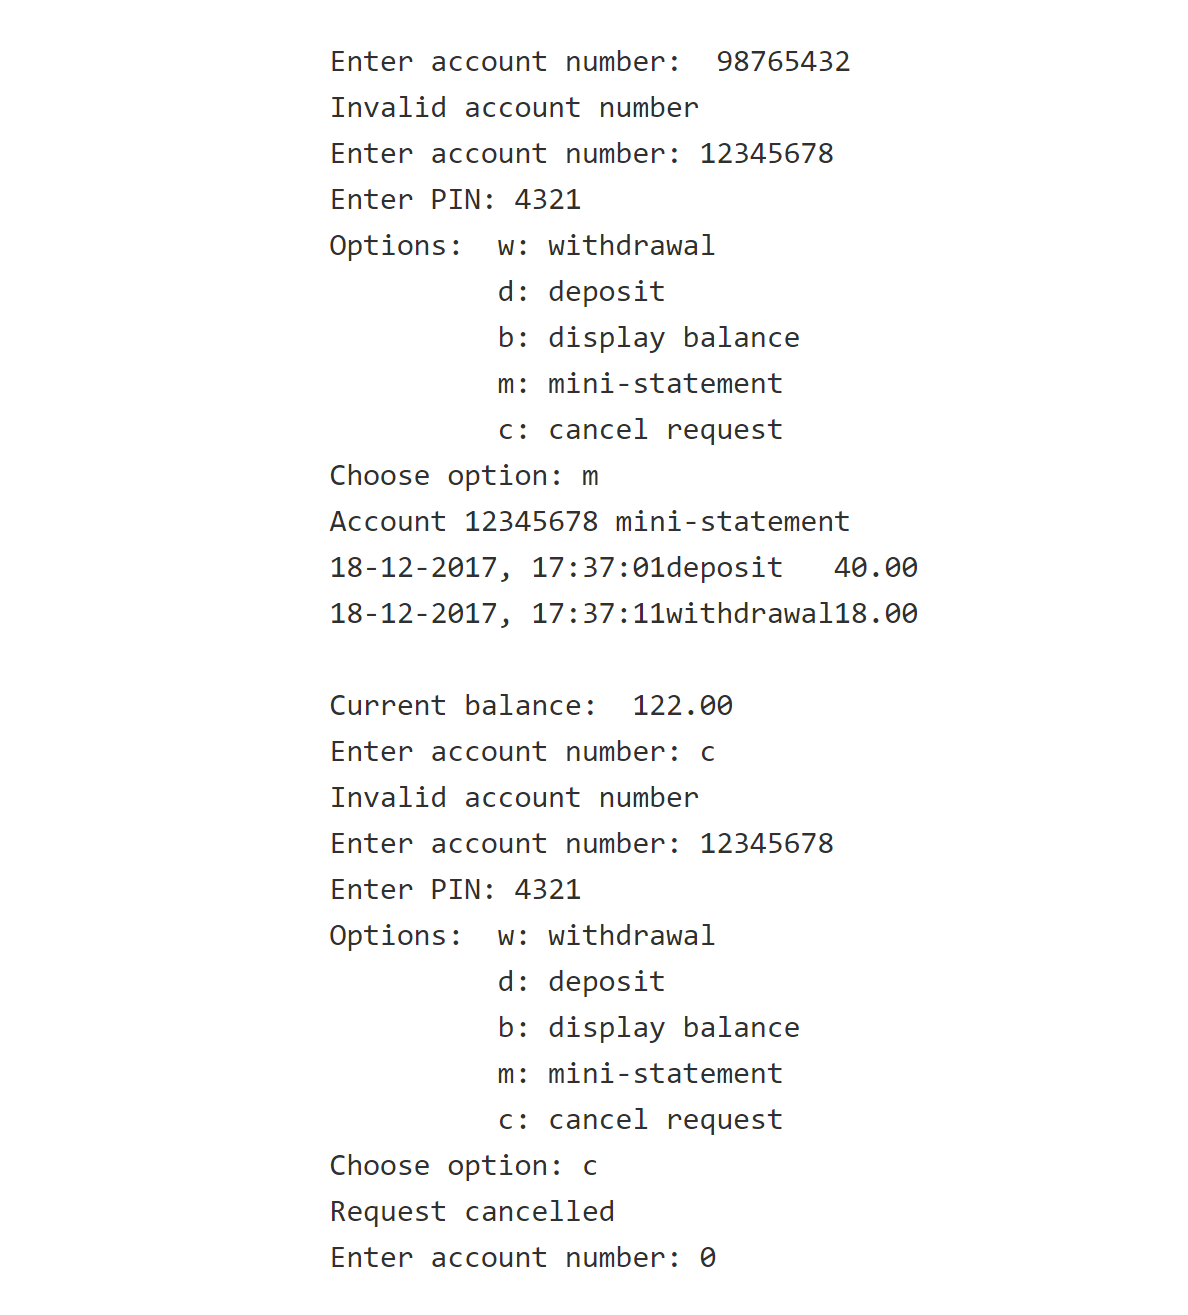 Enter account number:  98765432
Invalid account number
Enter account number: 12345678
Enter PIN: 4321
Options:  w: withdrawal
          d: deposit
          b: display balance
          m: mini-statement
          c: cancel request
Choose option: m
Account 12345678 mini-statement
18-12-2017, 17:37:01deposit   40.00
18-12-2017, 17:37:11withdrawal18.00

Current balance:  122.00
Enter account number: c
Invalid account number
Enter account number: 12345678
Enter PIN: 4321
Options:  w: withdrawal
          d: deposit
          b: display balance
          m: mini-statement
          c: cancel request
Choose option: c
Request cancelled
Enter account number: 0